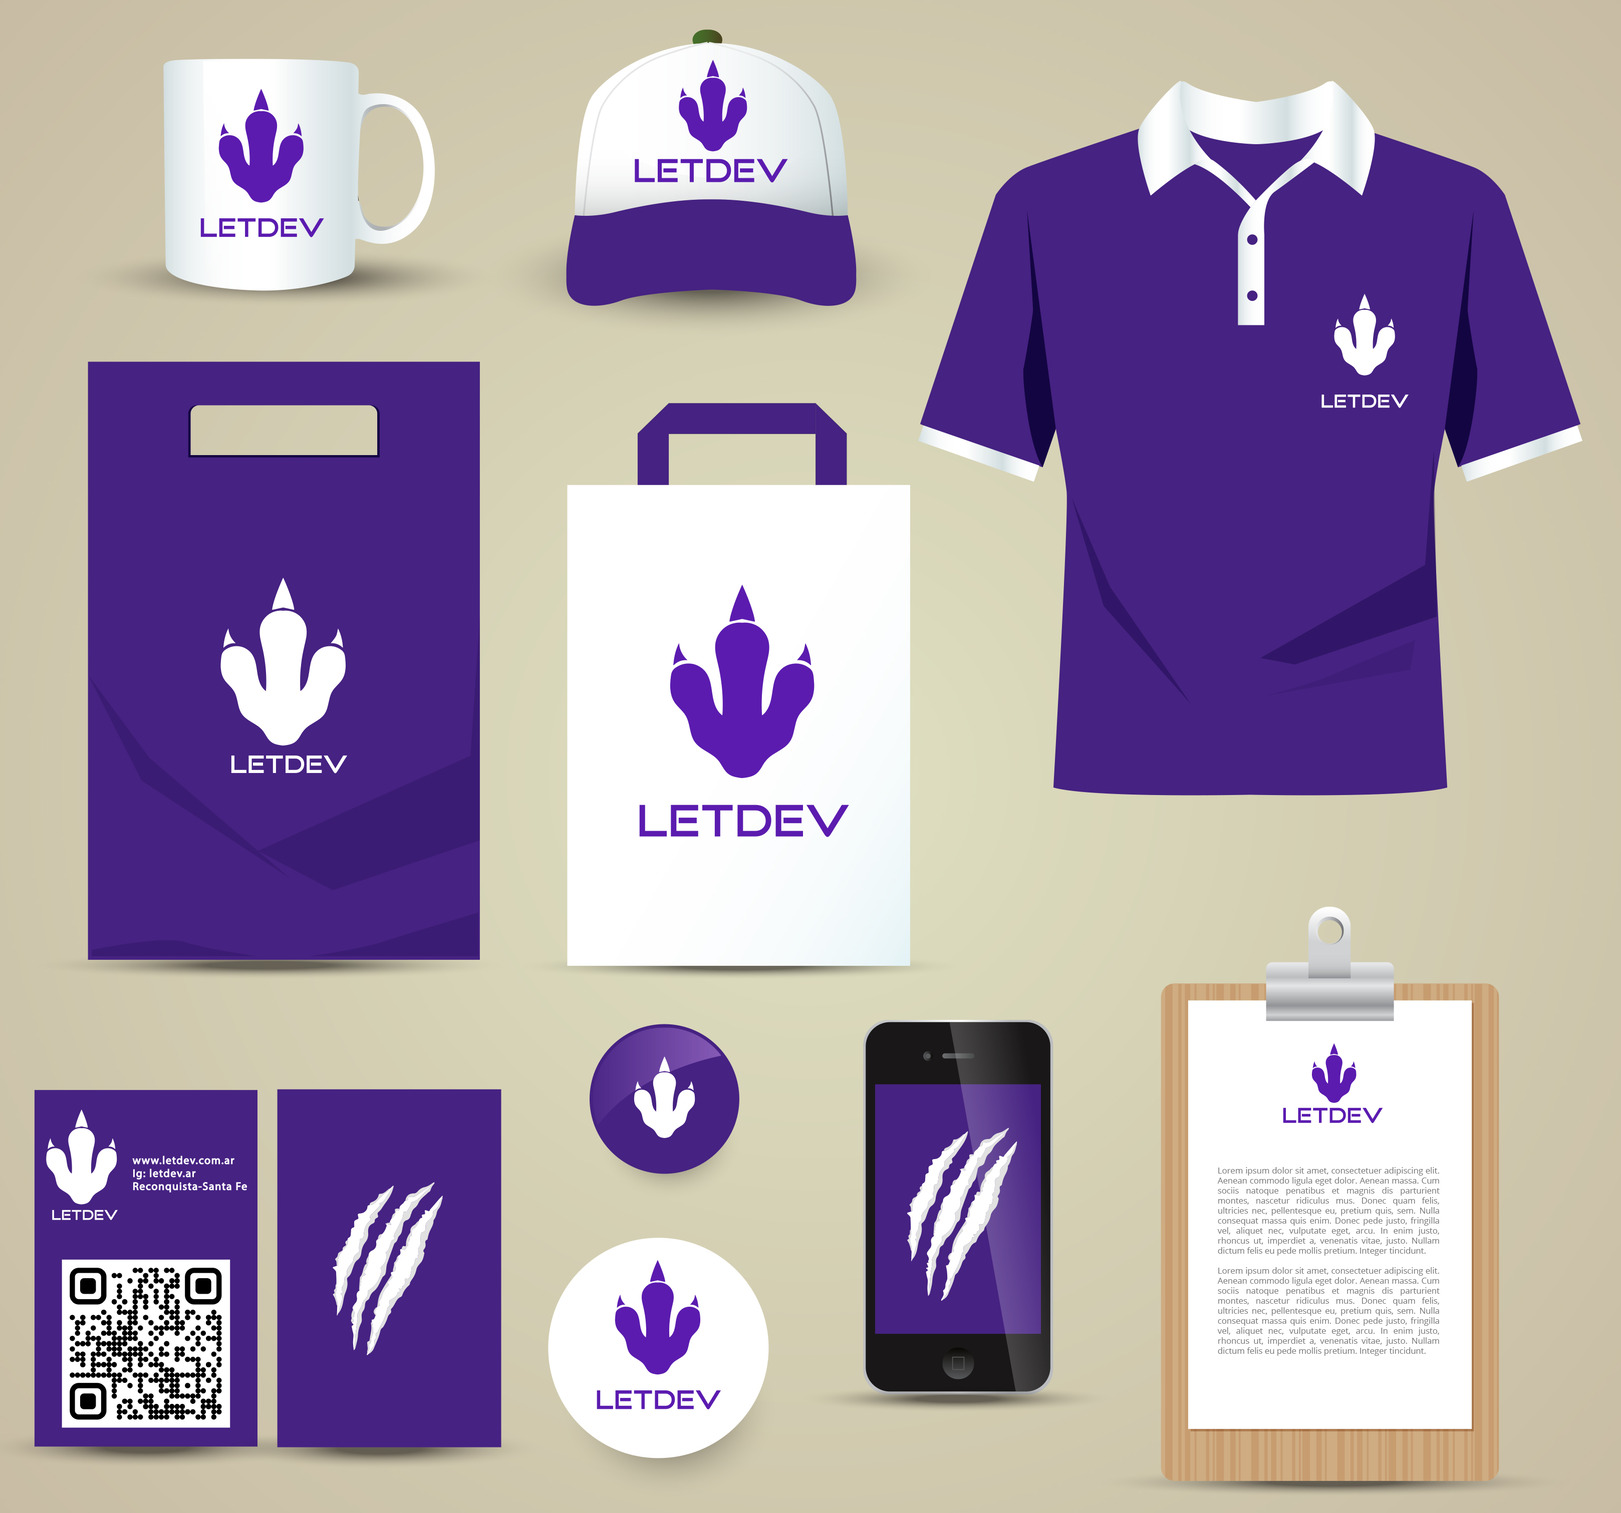 LETDEV
LETDEV
LETDEV
LETDEV
LETDEV
www.letdev.com.ar
Ig: letdev.ar
Reconquista-Santa Fe
LETDEV
LETDEV
LETDEV
Lorem ipsum dolor sit amet, consectetuer adipiscing elit.
Aenean commodo ligula eget dolor. Aenean massa. Cum
sociis natoque penatibus et magnis dis parturient
montes, nascetur ridiculus mus. Donec quam felis,
ultricies nec, pellentesque eu, pretium quis, sem. Nulla
consequat massa quis enim. Donec pede justo, fringilla
vel, aliquet nec, vulputate eget, arcu. In enim justo,
rhoncus ut, imperdiet a, venenatis vitae, justo. Nullam
dictum felis eu pede mollis pretium. Integer tincidunt.
Lorem ipsum dolor sit amet, consectetuer adipiscing elit.
Aenean commodo ligula eget dolor. Aenean massa. Cum
sociis natoque penatibus et magnis dis parturient
montes, nascetur ridiculus mus. Donec quam felis,
ultricies nec, pellentesque eu, pretium quis, sem. Nulla
consequat massa quis enim. Donec pede justo, fringilla
vel, aliquet nec, vulputate eget, arcu. In enim justo,
rhoncus ut, imperdiet a, venenatis vitae, justo. Nullam
dictum felis eu pede mollis pretium. Integer tincidunt.